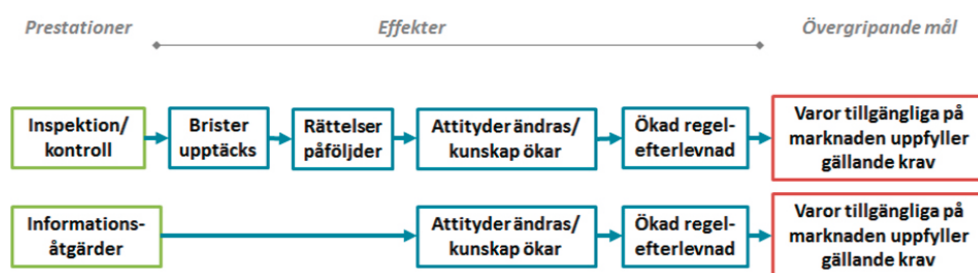 Prestationer
Effekter
Övergripande mål
Inspektion/
kontroll
Brister
upptäcks
Rättelser
påföljder
Attityder ändras/
kunskap ökar
Ökad regel-
efterlevnad
Varor tillgängliga på
marknaden uppfyller
gällande krav
Informations-
åtgärder
Attityder ändras/
kunskap ökar
Ökad regel-
efterlevnad
Varor tillgängliga på
marknaden uppfyller
gällande krav